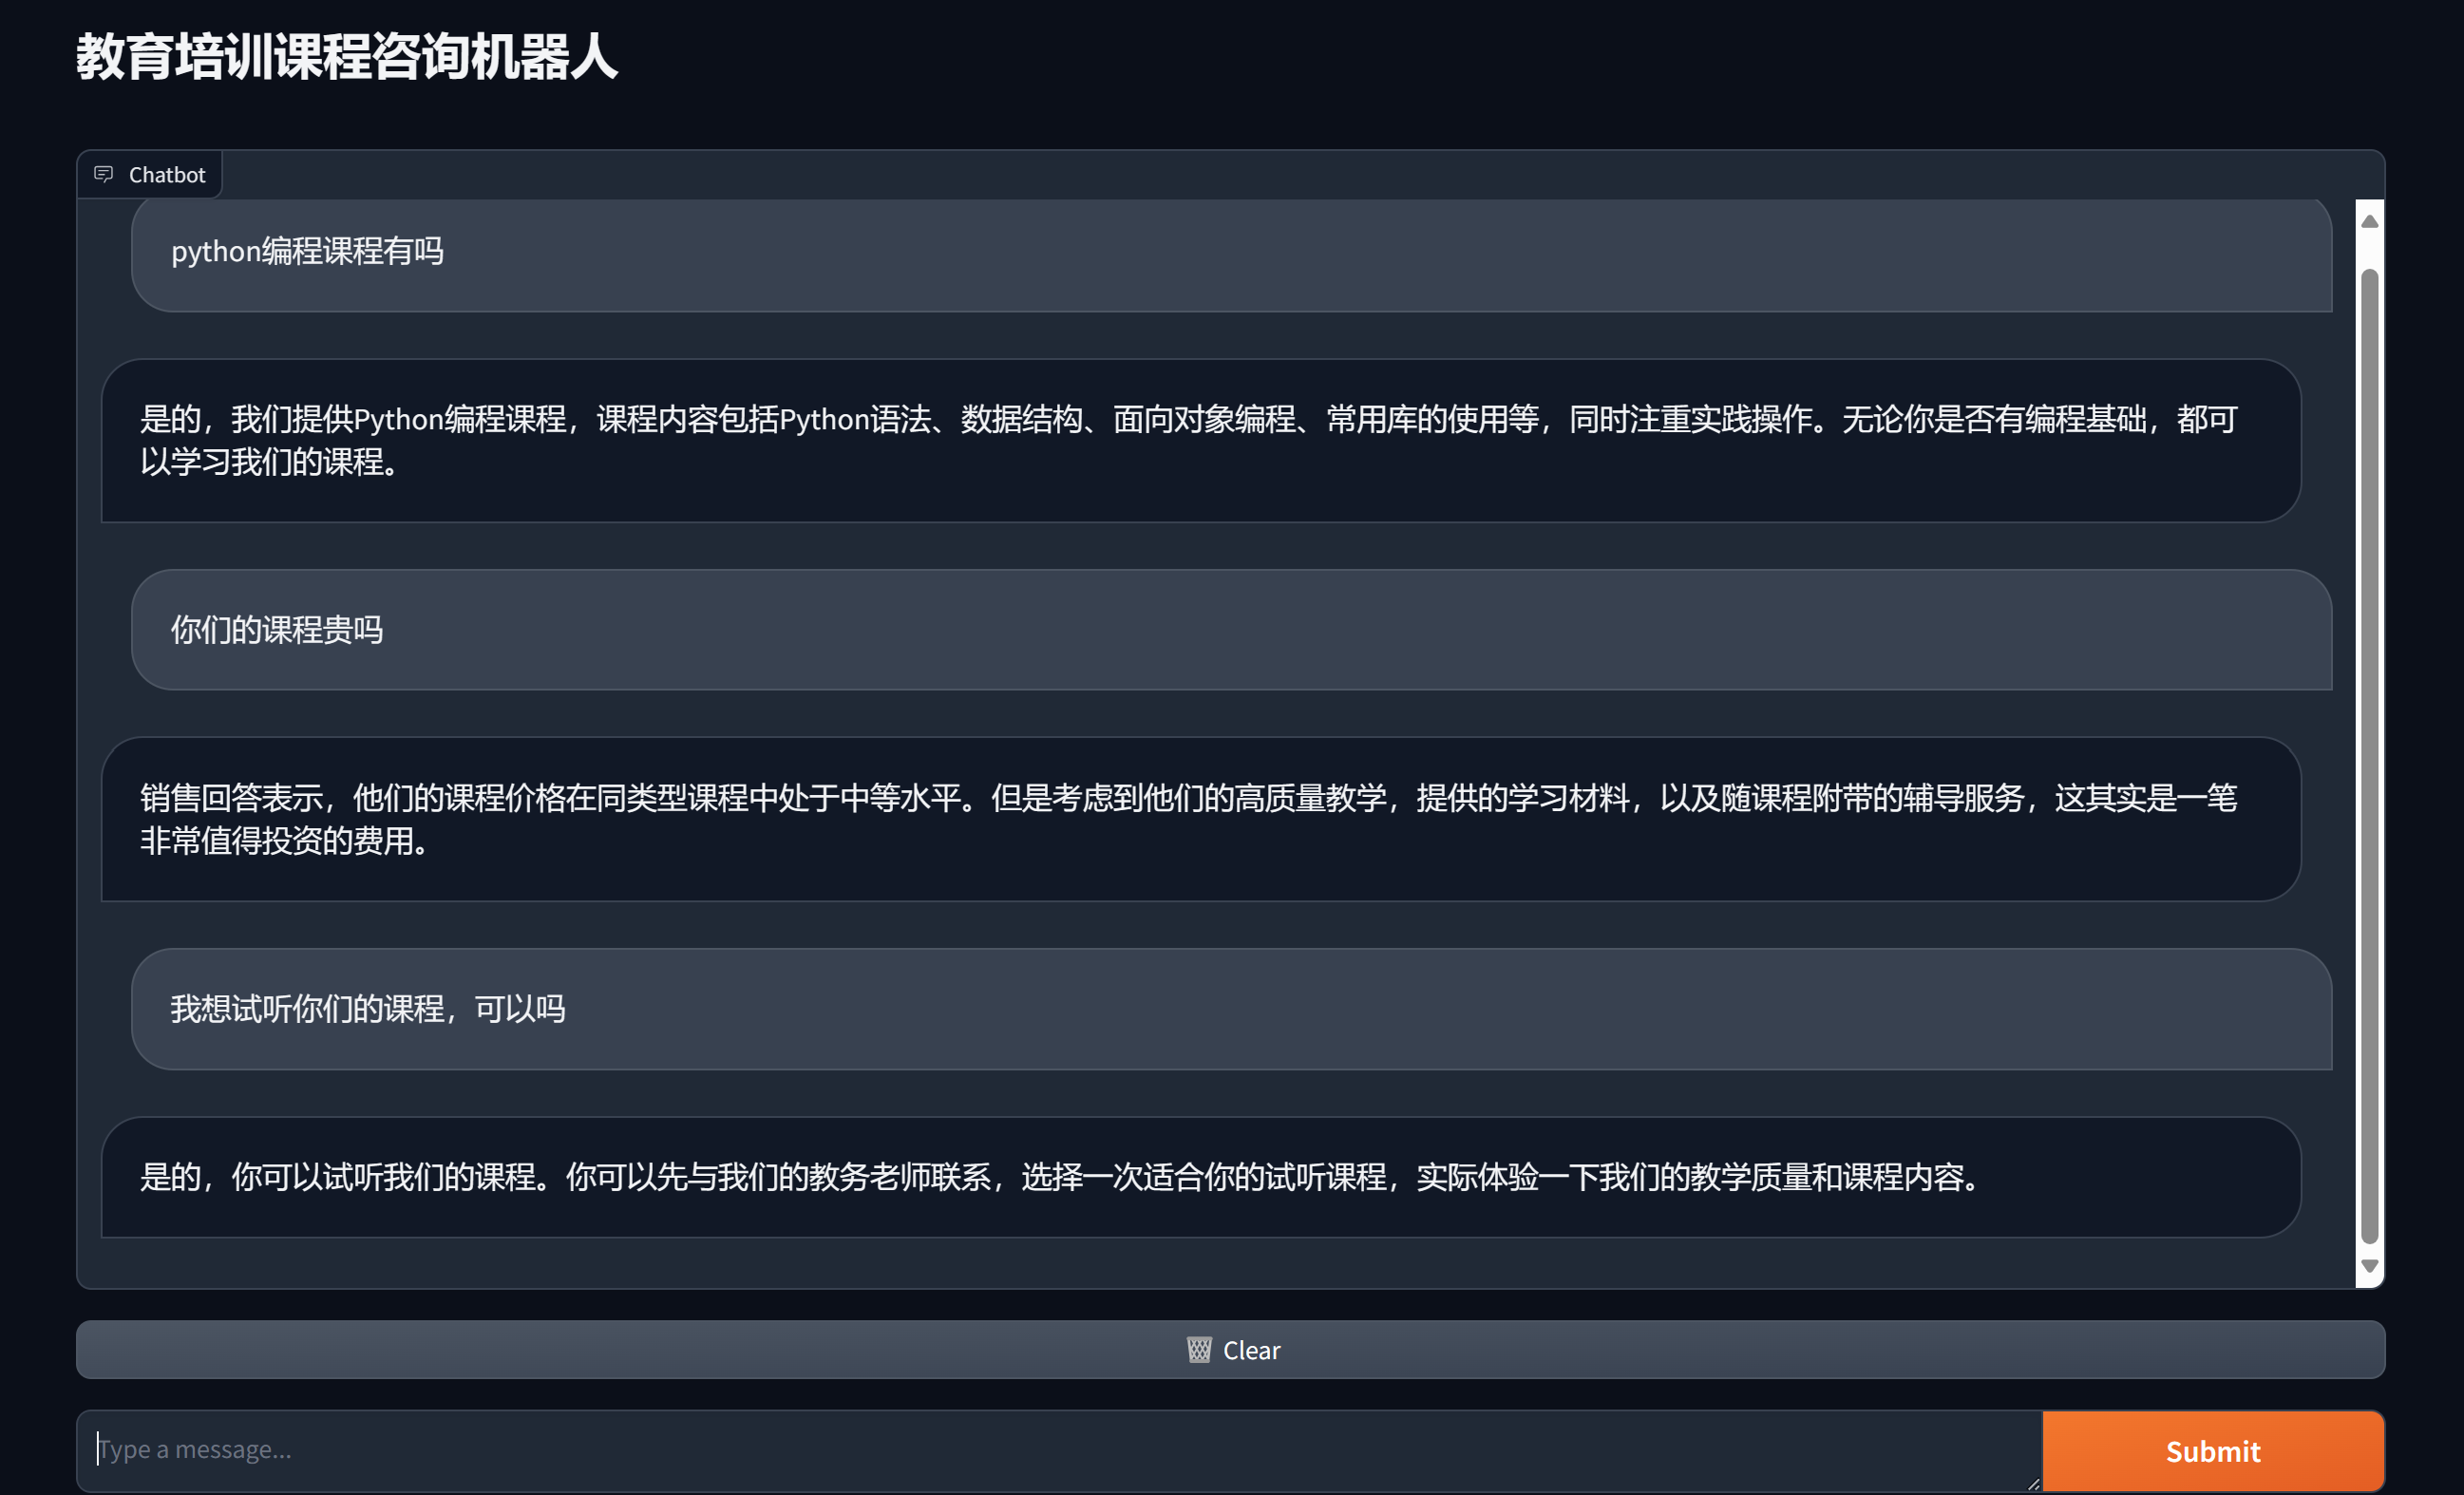 教育培训课程咨询机器人
Chatbot
python编程课程有吗
是的，我们提供Python编程课程，课程内容包括Python语法、数据结构、面向对象编程、常用库的使用等，同时注重实践操作。无论你是否有编程基础，都可
以学习我们的课程。
你们的课程贵吗
销售回答表示，他们的课程价格在同类型课程中处于中等水平。但是考虑到他们的高质量教学，提供的学习材料，以及随课程附带的辅导服务，这其实是一笔
非常值得投资的费用。
我想试听你们的课程，可以吗
是的，你可以试听我们的课程。你可以先与我们的教务老师联系，选择一次适合你的试听课程，实际体验一下我们的教学质量和课程内容。
Clear
Type a message...
Submit